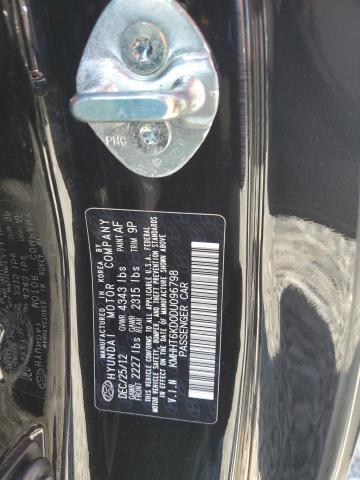 PHC
MANUFACTURED IN KOREA BY
HYUNDAI MOTOR COMPANY
DEC/25/12 GVWR 4343 lbs PAINT AF
GAWR FRONT 2227 lbs GAWR REAR 2315 lbs TRIM 9P
THIS VEHICLE CONFORMS TO ALL APPLICABLE U.S.A. FEDERAL
MOTOR VEHICLE SAFETY, BUMPER, AND THEFT PREVENTION STANDARDS
IN EFFECT ON THE DATE OF MANUFACTURE SHOWN ABOVE.
V.I.N KMHHT6KD0DU096798
PASSENGER CAR